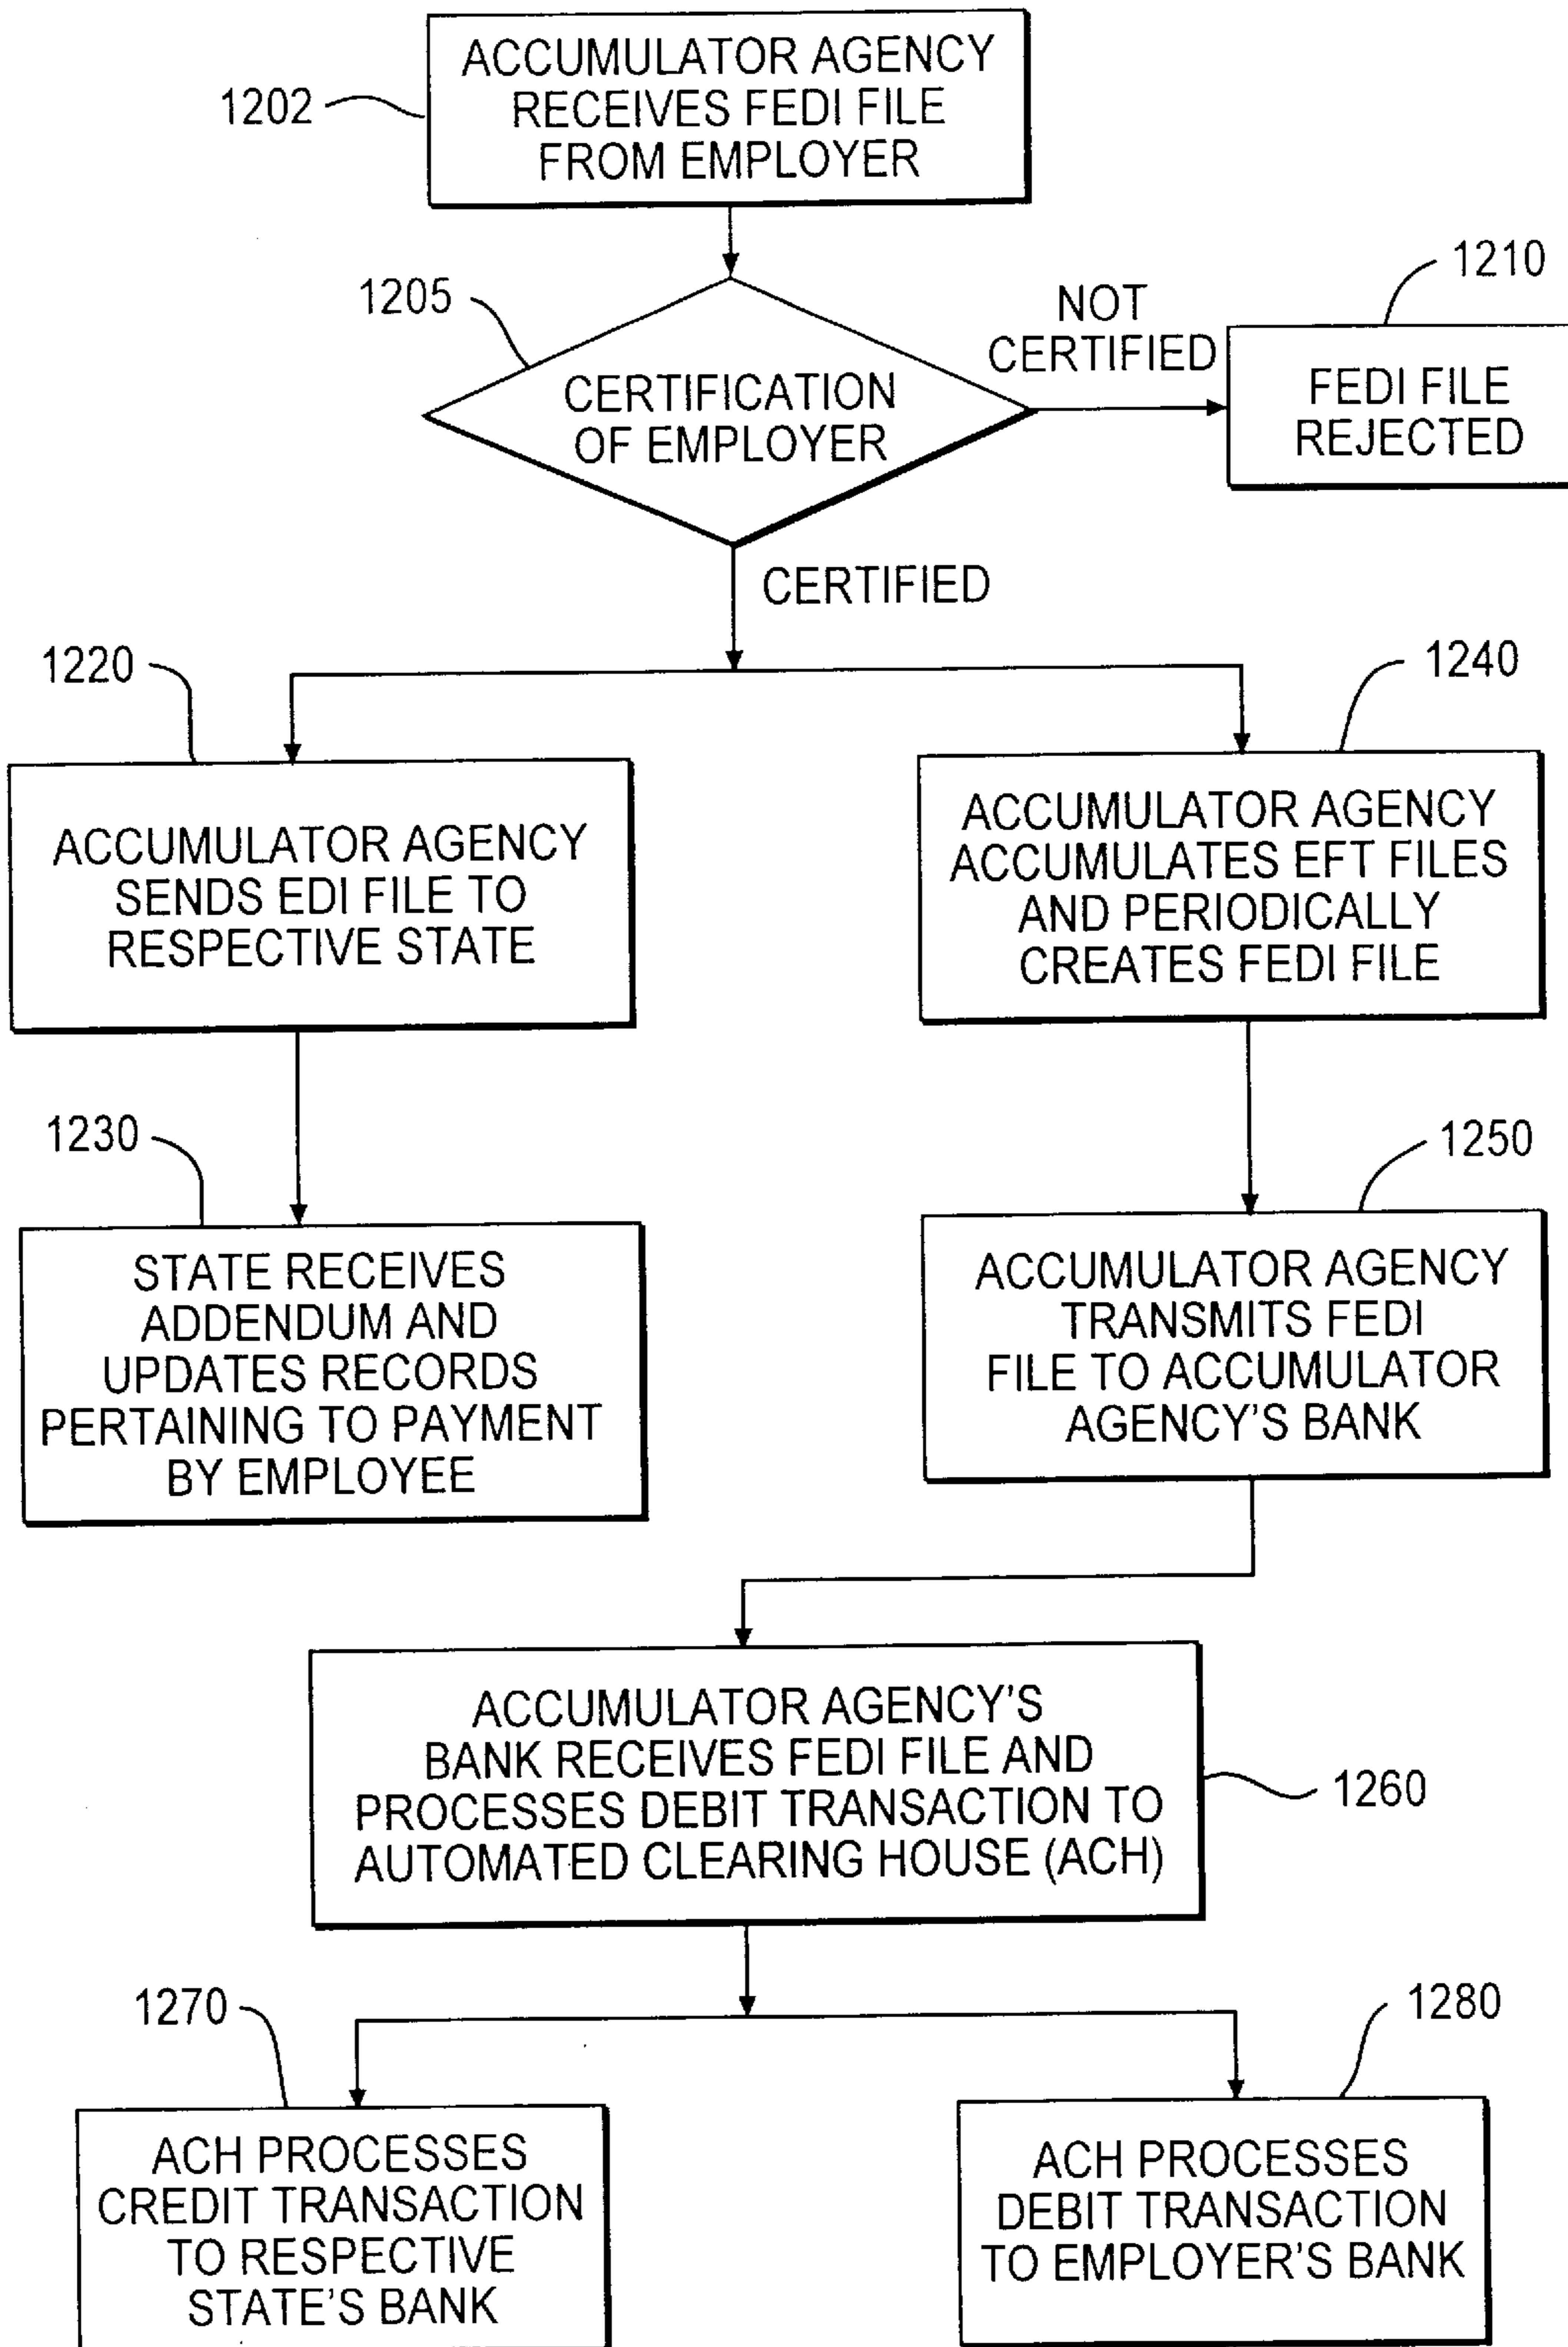 1202
ACCUMULATOR AGENCY
RECEIVES FEDI FILE
FROM EMPLOYER
1205
CERTIFICATION
OF EMPLOYER
NOT
CERTIFIED
1210
FEDI FILE
REJECTED
CERTIFIED
1220
ACCUMULATOR AGENCY
SENDS EDI FILE TO
RESPECTIVE STATE
1240
ACCUMULATOR AGENCY
ACCUMULATES EFT FILES
AND PERIODICALLY
CREATES FEDI FILE
1230
STATE RECEIVES
ADDENDUM AND
UPDATES RECORDS
PERTAINING TO PAYMENT
BY EMPLOYEE
1250
ACCUMULATOR AGENCY
TRANSMITS FEDI
FILE TO ACCUMULATOR
AGENCY'S BANK
ACCUMULATOR AGENCY'S
BANK RECEIVES FEDI FILE AND
PROCESSES DEBIT TRANSACTION TO
AUTOMATED CLEARING HOUSE (ACH)
1260
1270
ACH PROCESSES
CREDIT TRANSACTION
TO RESPECTIVE
STATE'S BANK
1280
ACH PROCESSES
DEBIT TRANSACTION
TO EMPLOYER'S BANK